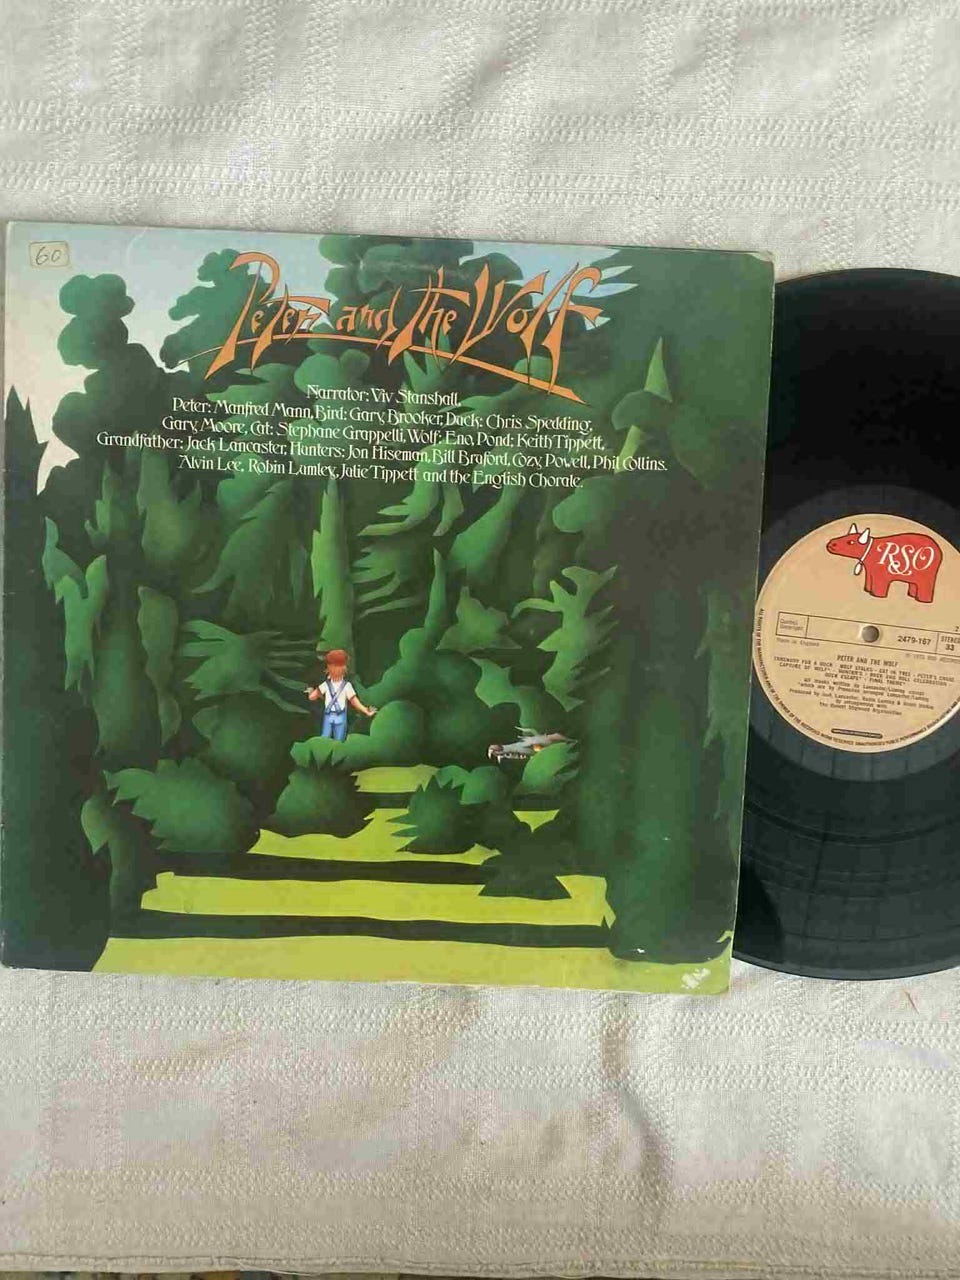 60
Peter and the Wolf
Narrator: Viv Stanshall,
Peter: Manfred Mann, Bird: Gary Brooker, Duck: Chris Spedding,
Gary Moore, Cat: Stephane Grappelli, Wolf: Eno, Pond: Keith Tippett,
Grandfather: Jack Lancaster, Hunters: Jon Hiseman, Bill Bruford, Cozy Powell, Phil Collins.
Alvin Lee, Robin Lumley, Julie Tippett and the English Chorale.
RSO
2479-167
STEREO
33
Made in England
PETER AND THE WOLF